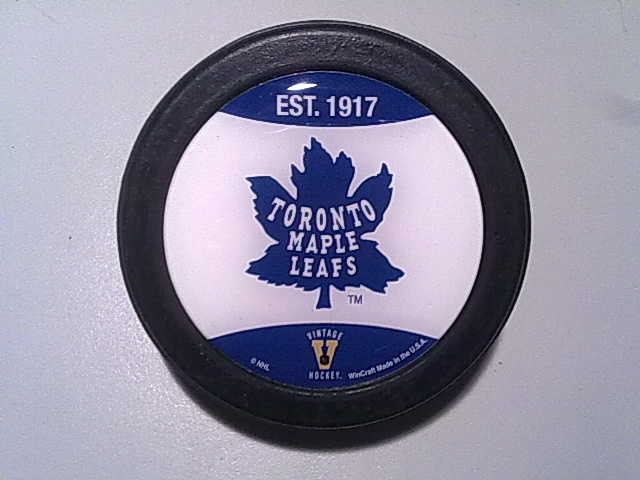 EST. 1917
TORONTO
MAPLE
LEAFS
TM
VINTAGE
V
HOCKEY.
© NHL
WinCraft Made in the U.S.A.